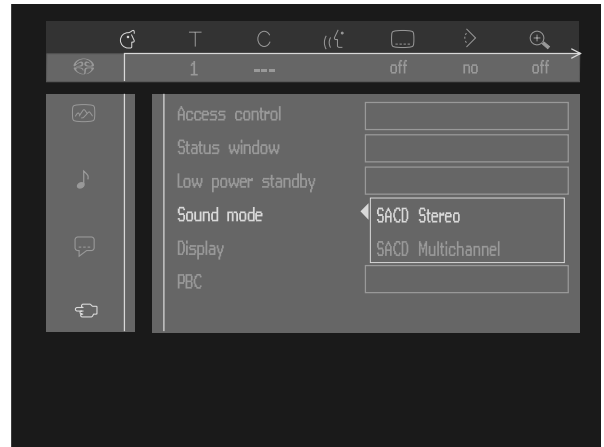 T C
1 --- off no off
Access control
Status window
Low power standby
Sound mode SACD Stereo
Display SACD Multichannel
PBC